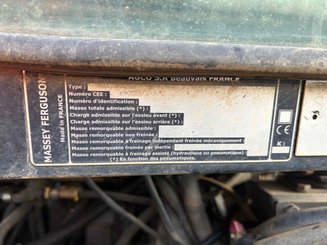 AGCO S.A Beauvais FRANCE
MASSEY FERGUSON
Made in FRANCE
Type :
Numéro CEE :
Numéro d'identification :
Masse totale admissible (*) :
Charge admissible sur l'essieu avant (*) :
Charge admissible sur l'essieu arrière (*) :
Masse remorquable admissible :
Masse remorquable non freinée :
Masse remorquable à freinage indépendant freinée mécaniquement
Masse remorquable freinée par inertie :
Masse remorquable à freinage assisté (hydraulique ou pneumatique) :
(*) En fonction des pneumatiques.
CE
K :